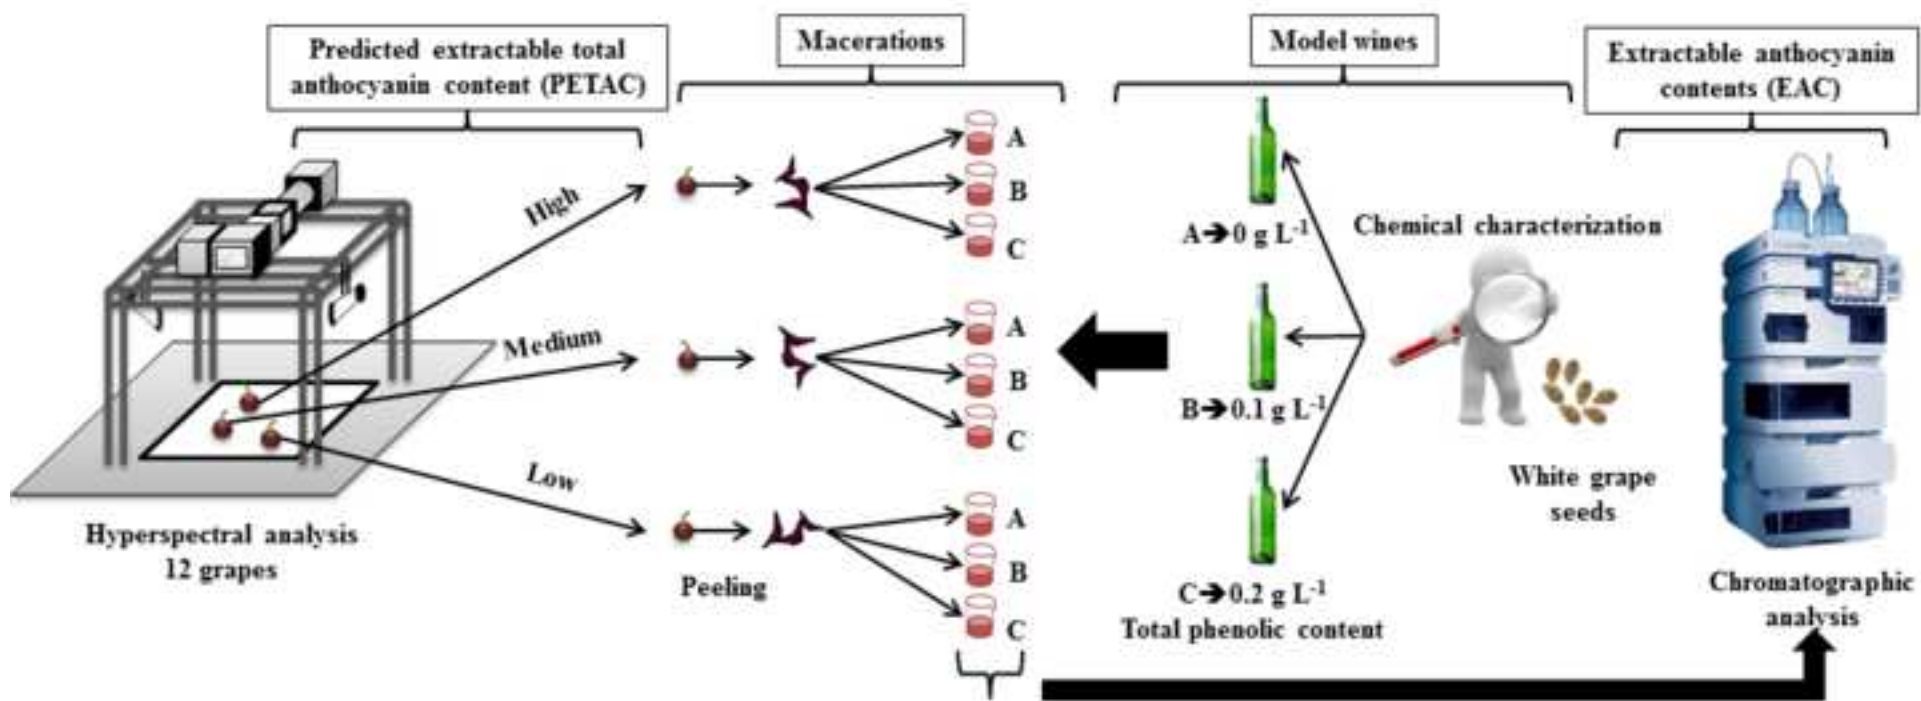 Predicted extractable total
anthocyanin content (PETAC)
Macerations
Model wines
Extractable anthocyanin
contents (EAC)
High
Medium
Low
A
B
C
A
B
C
A
B
C
Peeling
Hyperspectral analysis
12 grapes
A➔0 g L⁻¹
B➔0.1 g L⁻¹
C➔0.2 g L⁻¹
Total phenolic content
Chemical characterization
White grape
seeds
Chromatographic
analysis